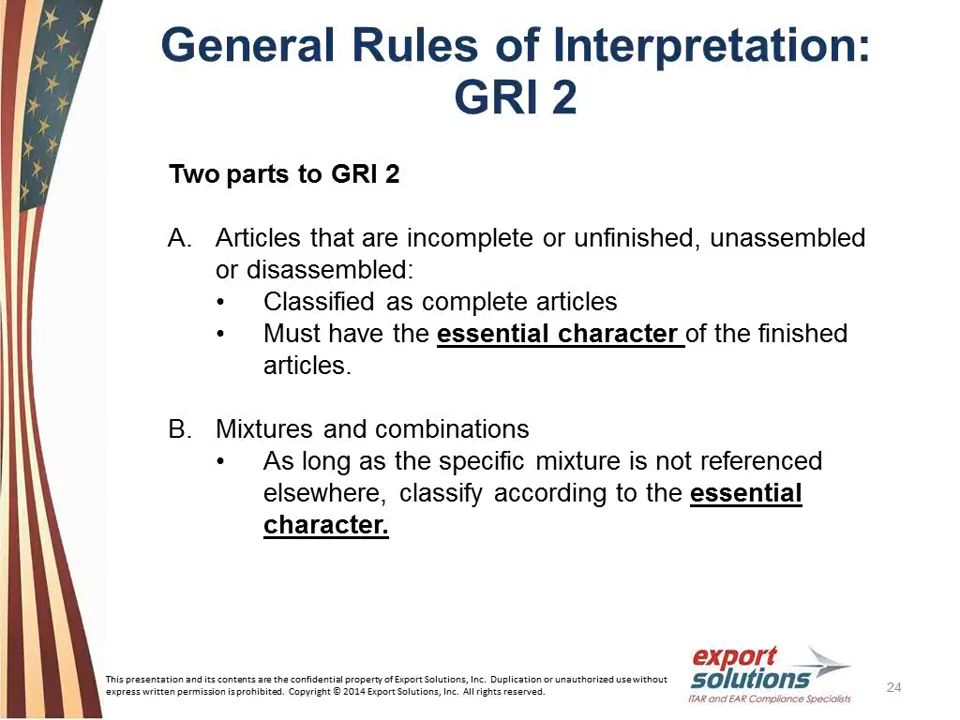 General Rules of Interpretation:
GRI 2
Two parts to GRI 2
A. Articles that are incomplete or unfinished, unassembled
or disassembled:
• Classified as complete articles
• Must have the essential character of the finished
articles.
B. Mixtures and combinations
• As long as the specific mixture is not referenced
elsewhere, classify according to the essential
character.
This presentation and its contents are the confidential property of Export Solutions, Inc. Duplication or unauthorized use without
express written permission is prohibited. Copyright © 2014 Export Solutions, Inc. All rights reserved.
export
solutions
ITAR and EAR Compliance Specialists
24